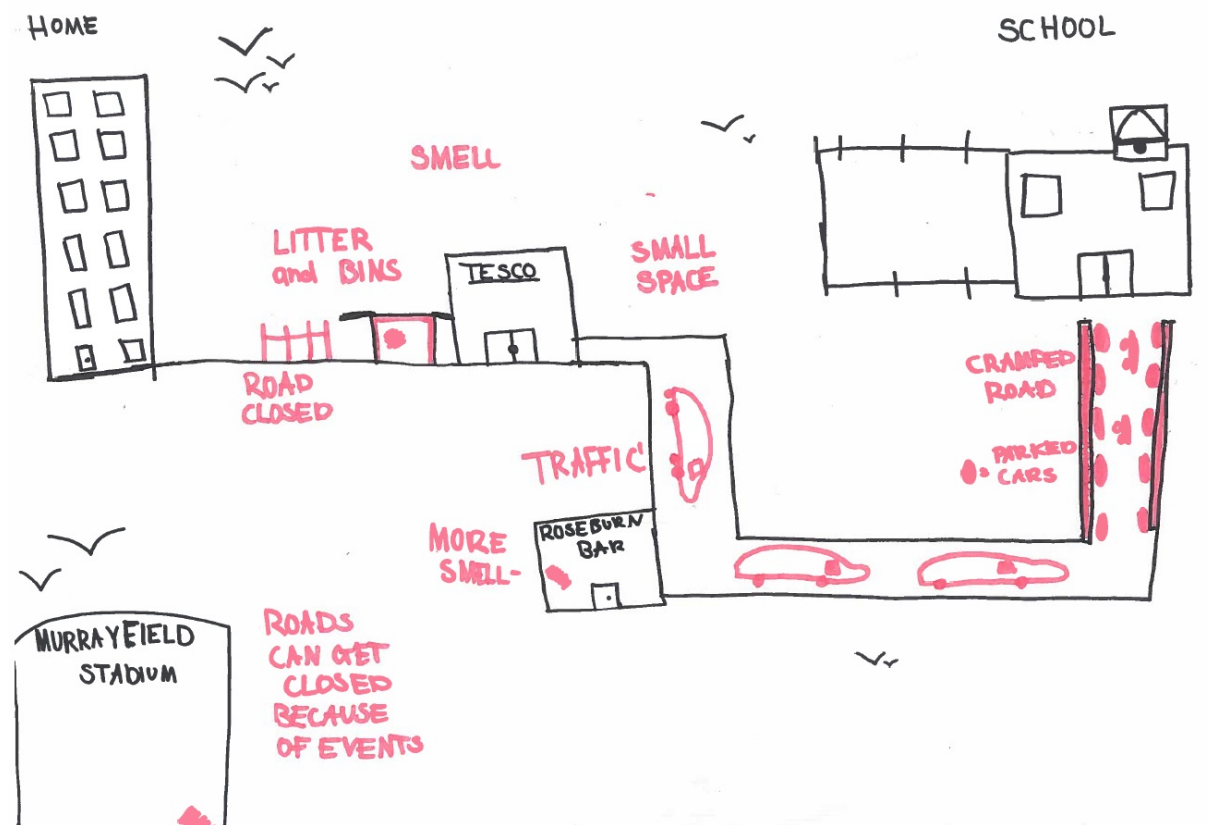 HOME
SCHOOL
SMELL
LITTER
and BINS
TESCO
SMALL
SPACE
ROAD
CLOSED
CRAMPED
ROAD
PARKED
CARS
TRAFFIC
ROSEBURN
BAR
MORE
SMELL-
MURRAYFIELD
STADIUM
ROADS
CAN GET
CLOSED
BECAUSE
OF EVENTS